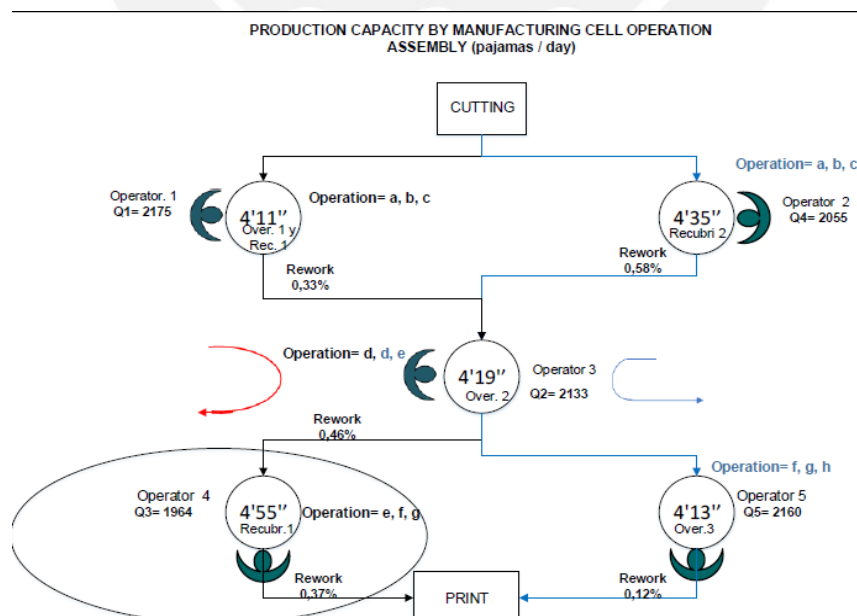 PRODUCTION CAPACITY BY MANUFACTURING CELL OPERATION
ASSEMBLY (pajamas / day)
CUTTING
Operation= a, b, c
Operator. 1
Q1= 2175
Operation= a, b, c
4'11''
Over. 1 y
Rec. 1
4'35''
Recubri 2
Operator 2
Q4= 2055
Rework
0,33%
Rework
0,58%
Operation= d, d, e
4'19''
Over. 2
Operator 3
Q2= 2133
Rework
0,46%
Operation= f, g, h
Operator 4
Q3= 1964
4'55''
Recubr.1
Operation= e, f, g
4'13''
Over.3
Operator 5
Q5= 2160
Rework
0,37%
PRINT
Rework
0,12%